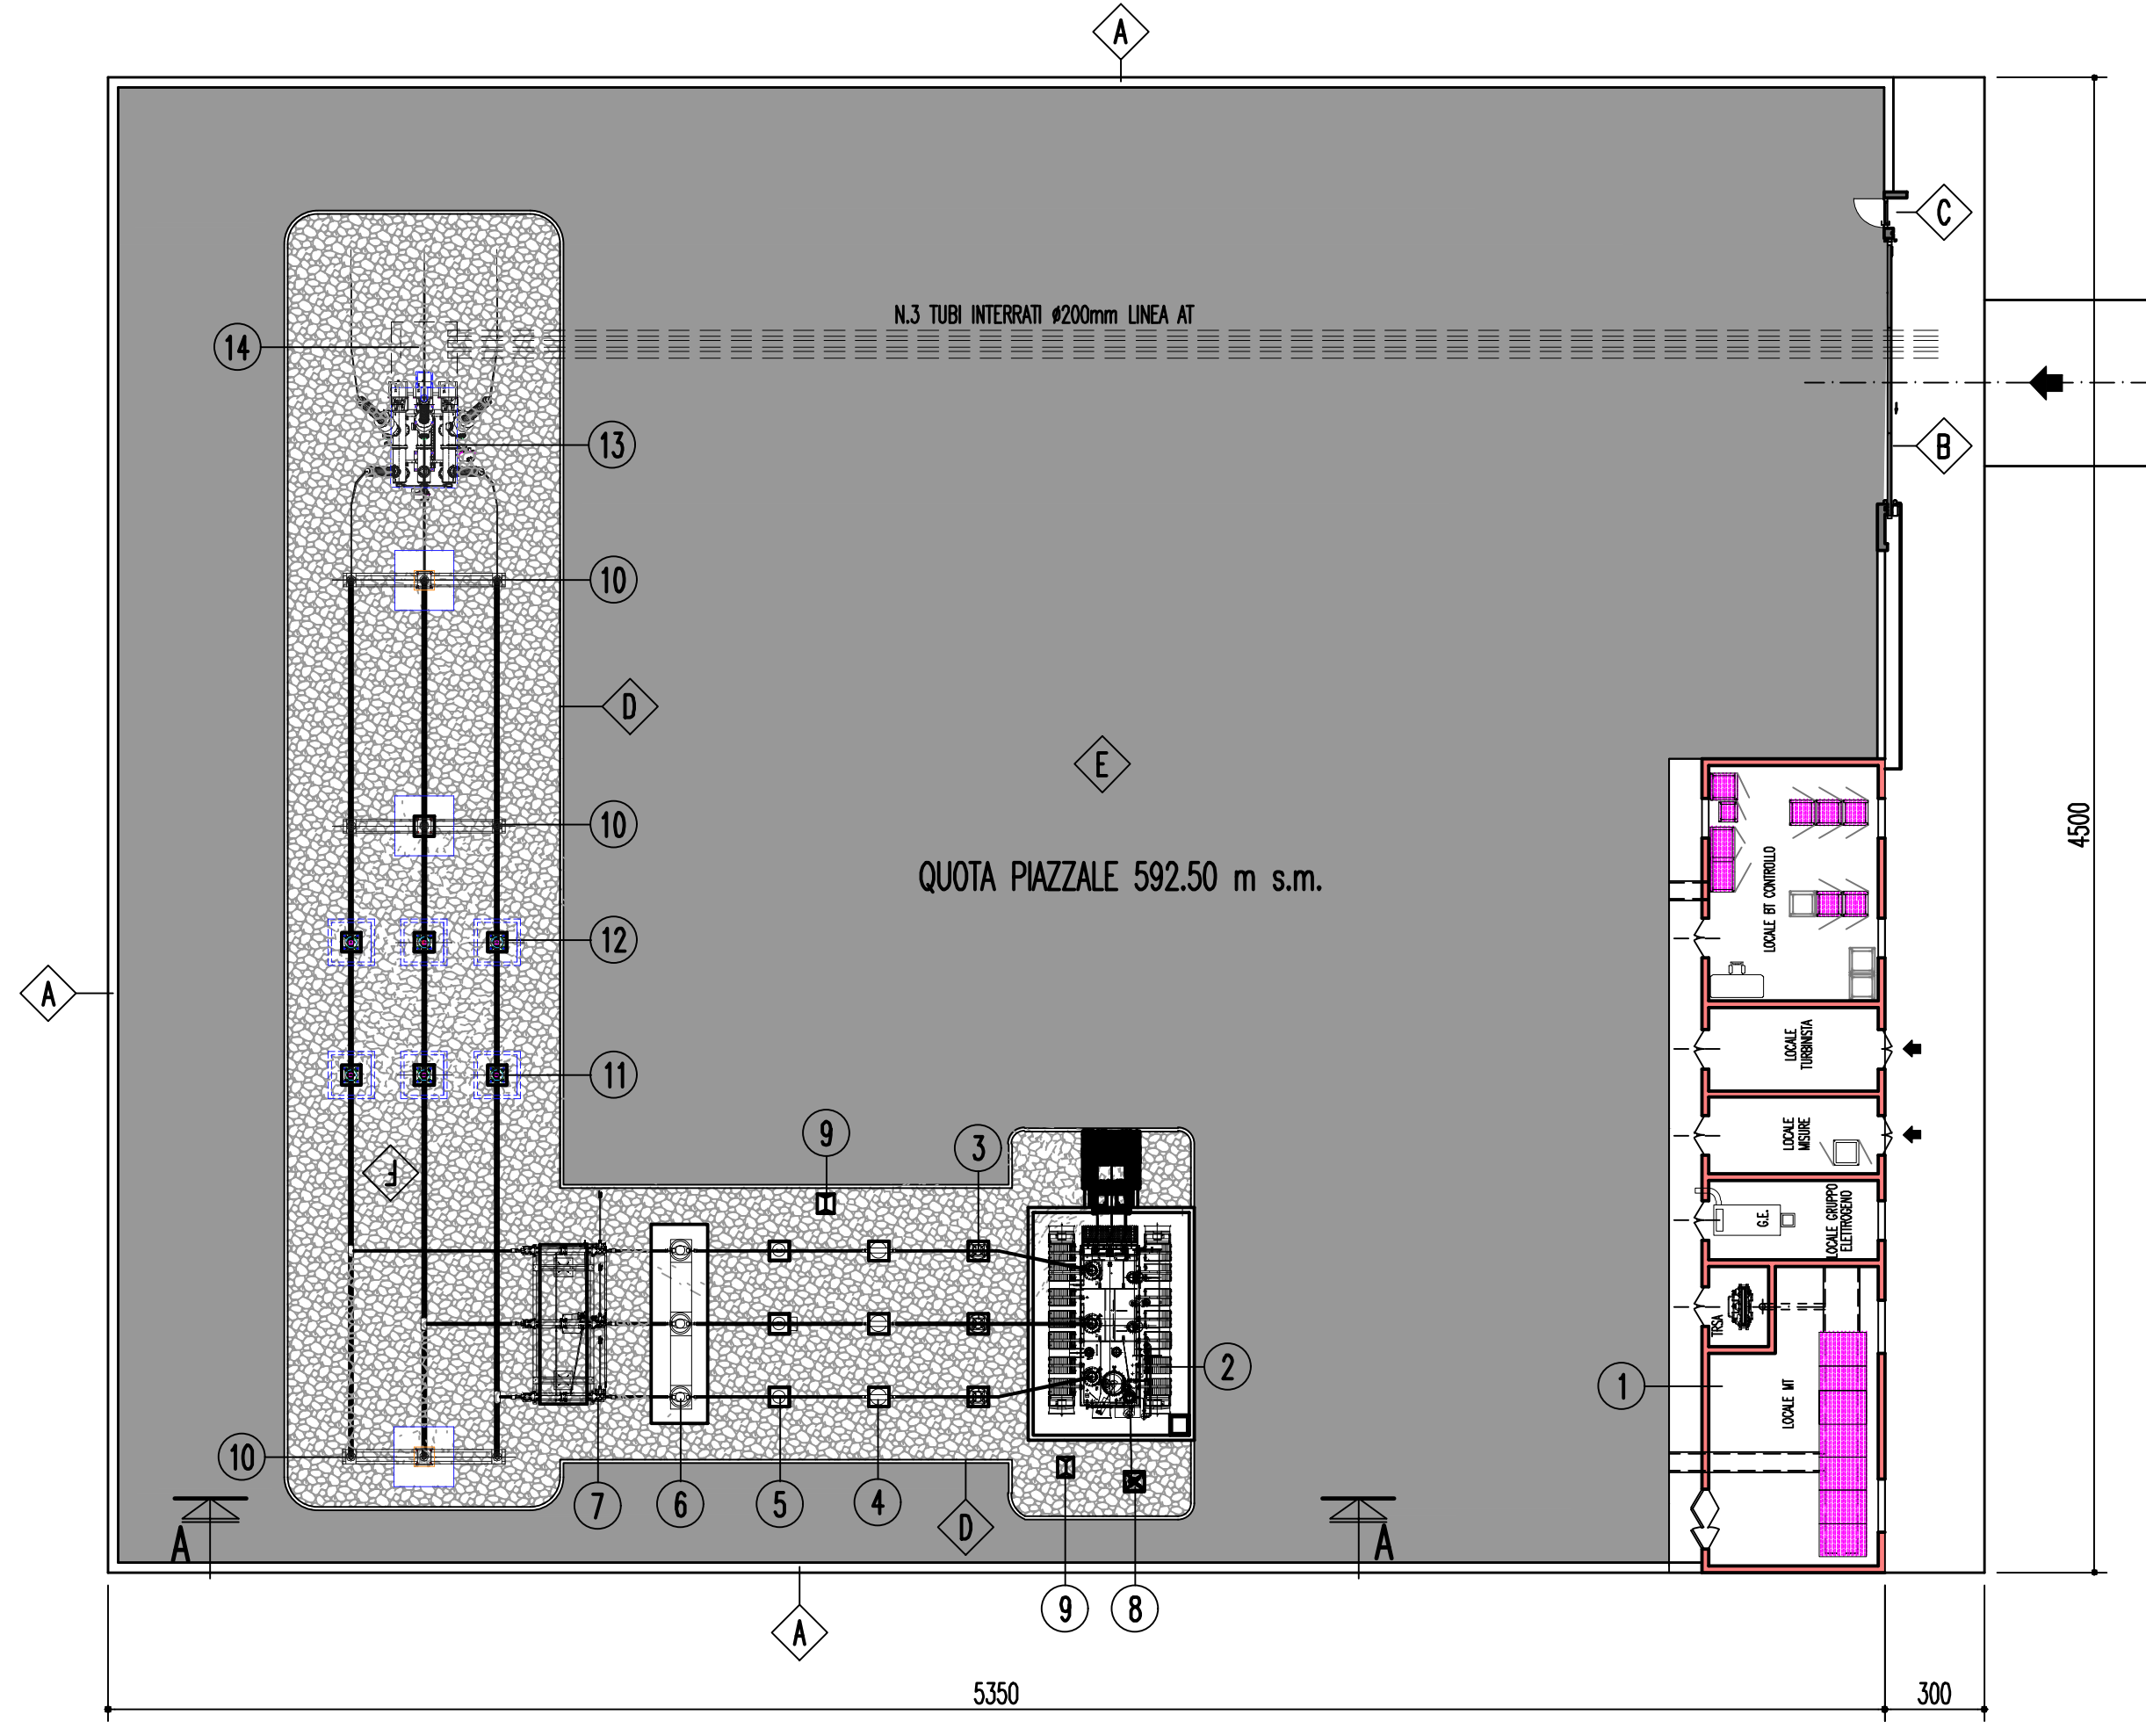 A
C
N.3 TUBI INTERRATI ø200mm LINEA AT
14
13
B
10
D
E
4500
10
QUOTA PIAZZALE 592.50 m s.m.
LOCALE BT CONTROLLO
12
A
LOCALE
TURBINISTA
11
9
3
LOCALE
MISURE
F
G.E.
LOCALE GRUPPO
ELETTROGENO
TRSA
2
1
LOCALE MT
10
7
6
5
4
D
A
A
9
8
A
5350
300